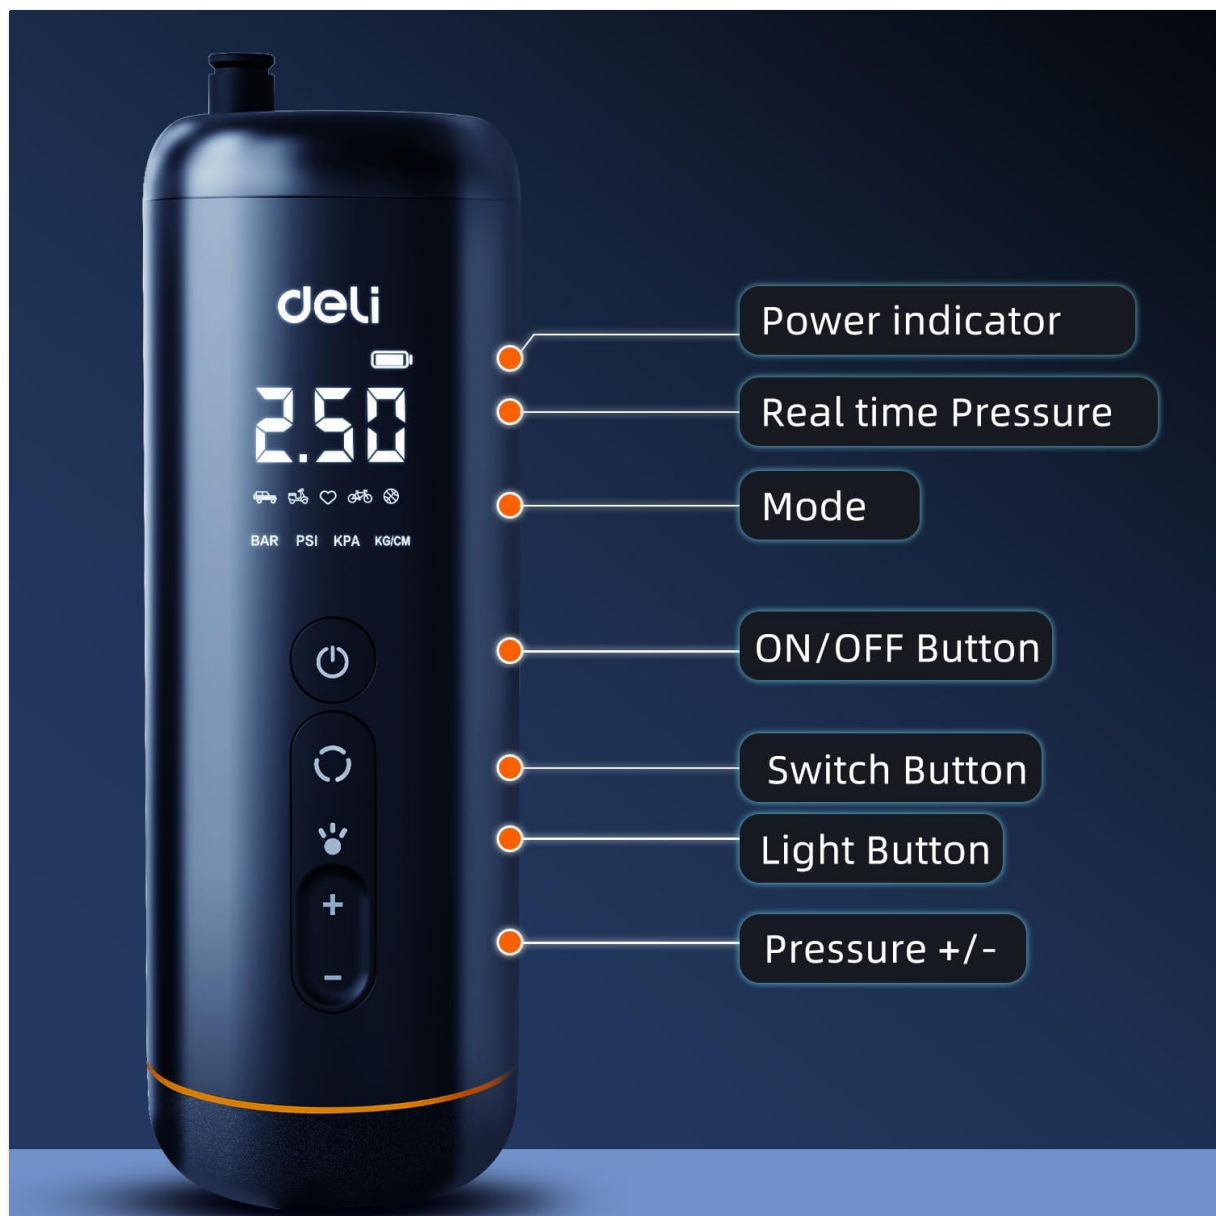 deli
2.50
BAR PSI KPA KG/CM
+
-
Power indicator
Real time Pressure
Mode
ON/OFF Button
Switch Button
Light Button
Pressure +/-